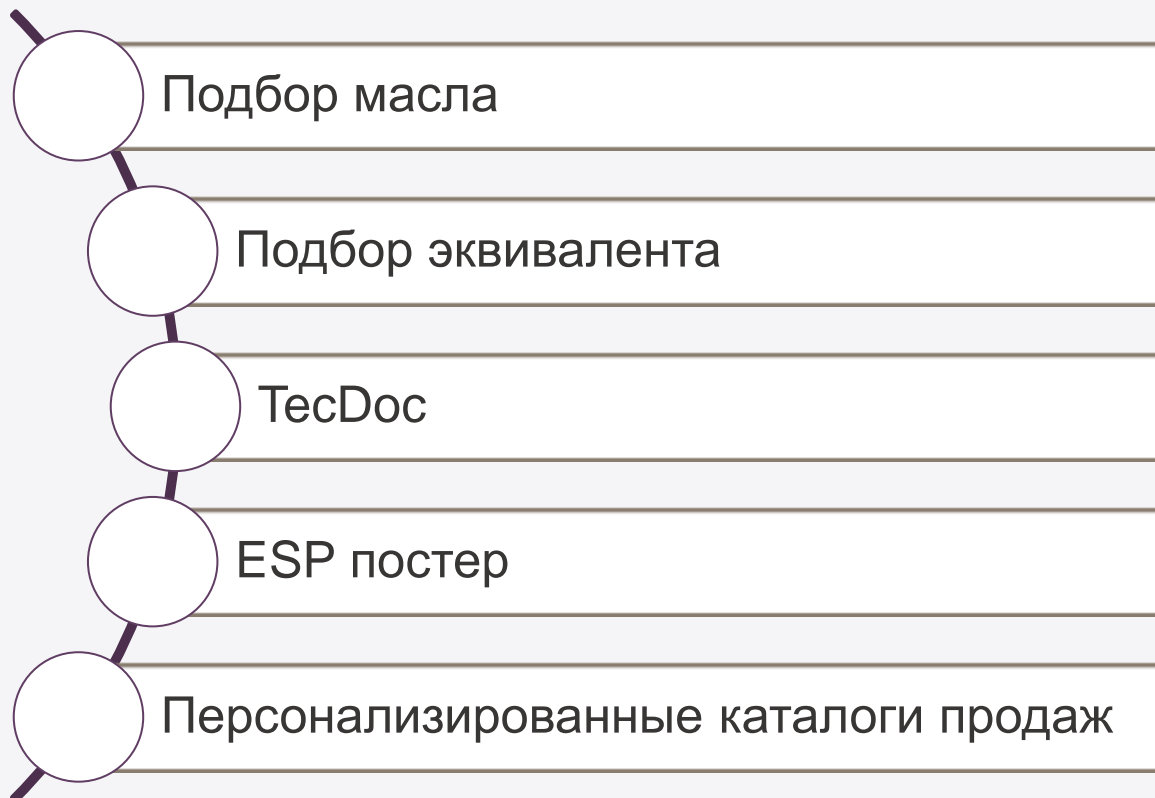 Подбор масла
Подбор эквивалента
TecDoc
ESP постер
Персонализированные каталоги продаж